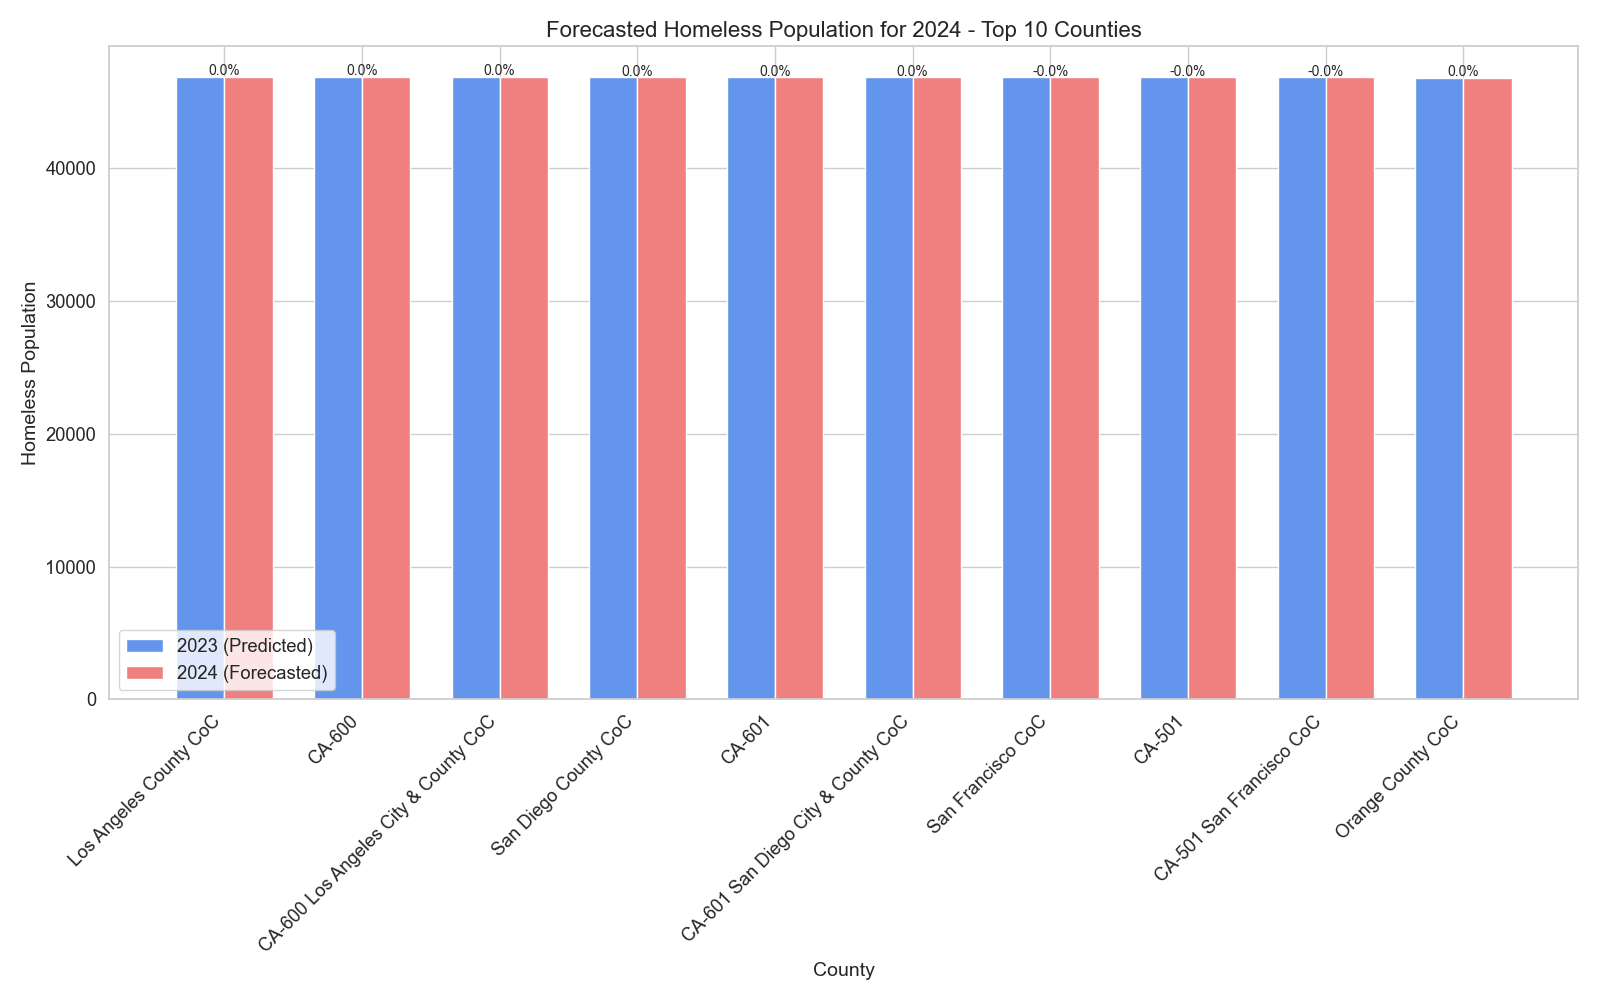 Forecasted Homeless Population for 2024 - Top 10 Counties
0.0% 0.0% 0.0% 0.0% 0.0% 0.0% -0.0% -0.0% -0.0% 0.0%
Homeless Population
40000
30000
20000
10000
0
2023 (Predicted)
2024 (Forecasted)
Los Angeles County CoC
CA-600
CA-600 Los Angeles City & County CoC
San Diego County CoC
CA-601
CA-601 San Diego City & County CoC
San Francisco CoC
CA-501
CA-501 San Francisco CoC
Orange County CoC
County